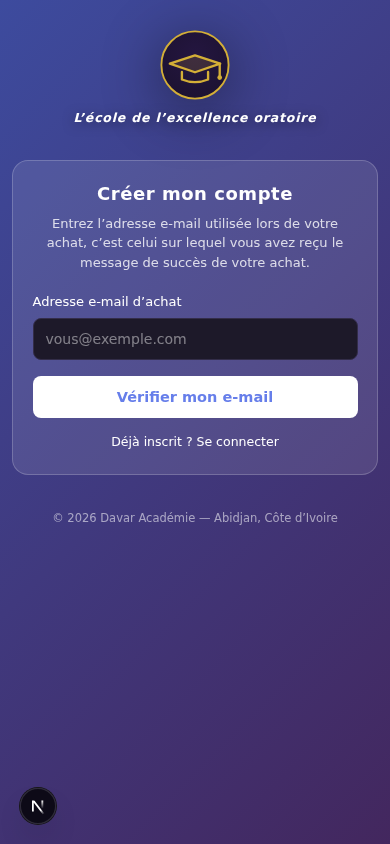 L’école de l’excellence oratoire
Créer mon compte
Entrez l’adresse e-mail utilisée lors de votre
achat, c’est celui sur lequel vous avez reçu le
message de succès de votre achat.
Adresse e-mail d’achat
vous@exemple.com
Vérifier mon e-mail
Déjà inscrit ? Se connecter
© 2026 Davar Académie — Abidjan, Côte d’Ivoire
N